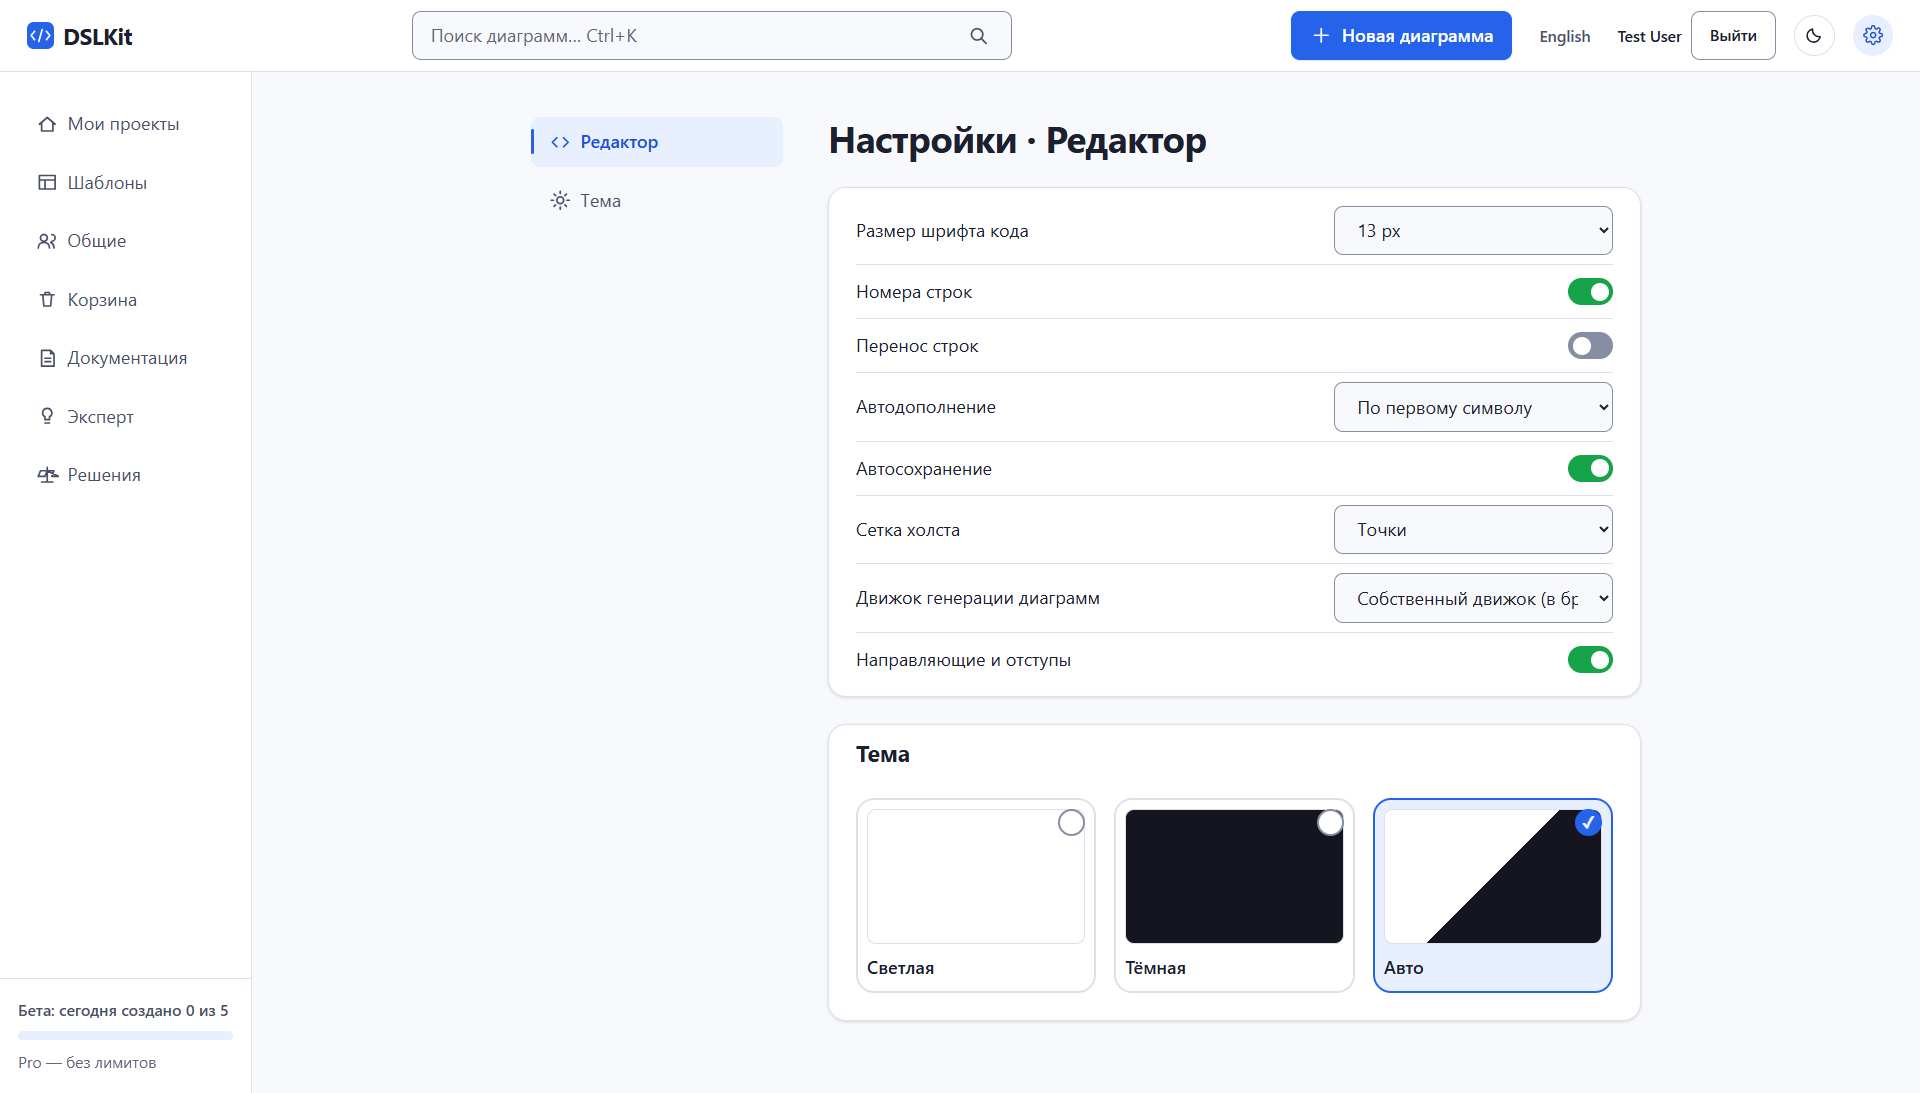 DSLKit
Поиск диаграмм... Ctrl+K
Новая диаграмма
English
Test User
Выйти
Мои проекты
Шаблоны
Общие
Корзина
Документация
Эксперт
Решения
Бета: сегодня создано 0 из 5
Pro — без лимитов
Редактор
Тема
Настройки · Редактор
Размер шрифта кода
13 px
Номера строк
Перенос строк
Автодополнение
По первому символу
Автосохранение
Сетка холста
Точки
Движок генерации диаграмм
Собственный движок (в бр
Направляющие и отступы
Тема
Светлая
Тёмная
Авто